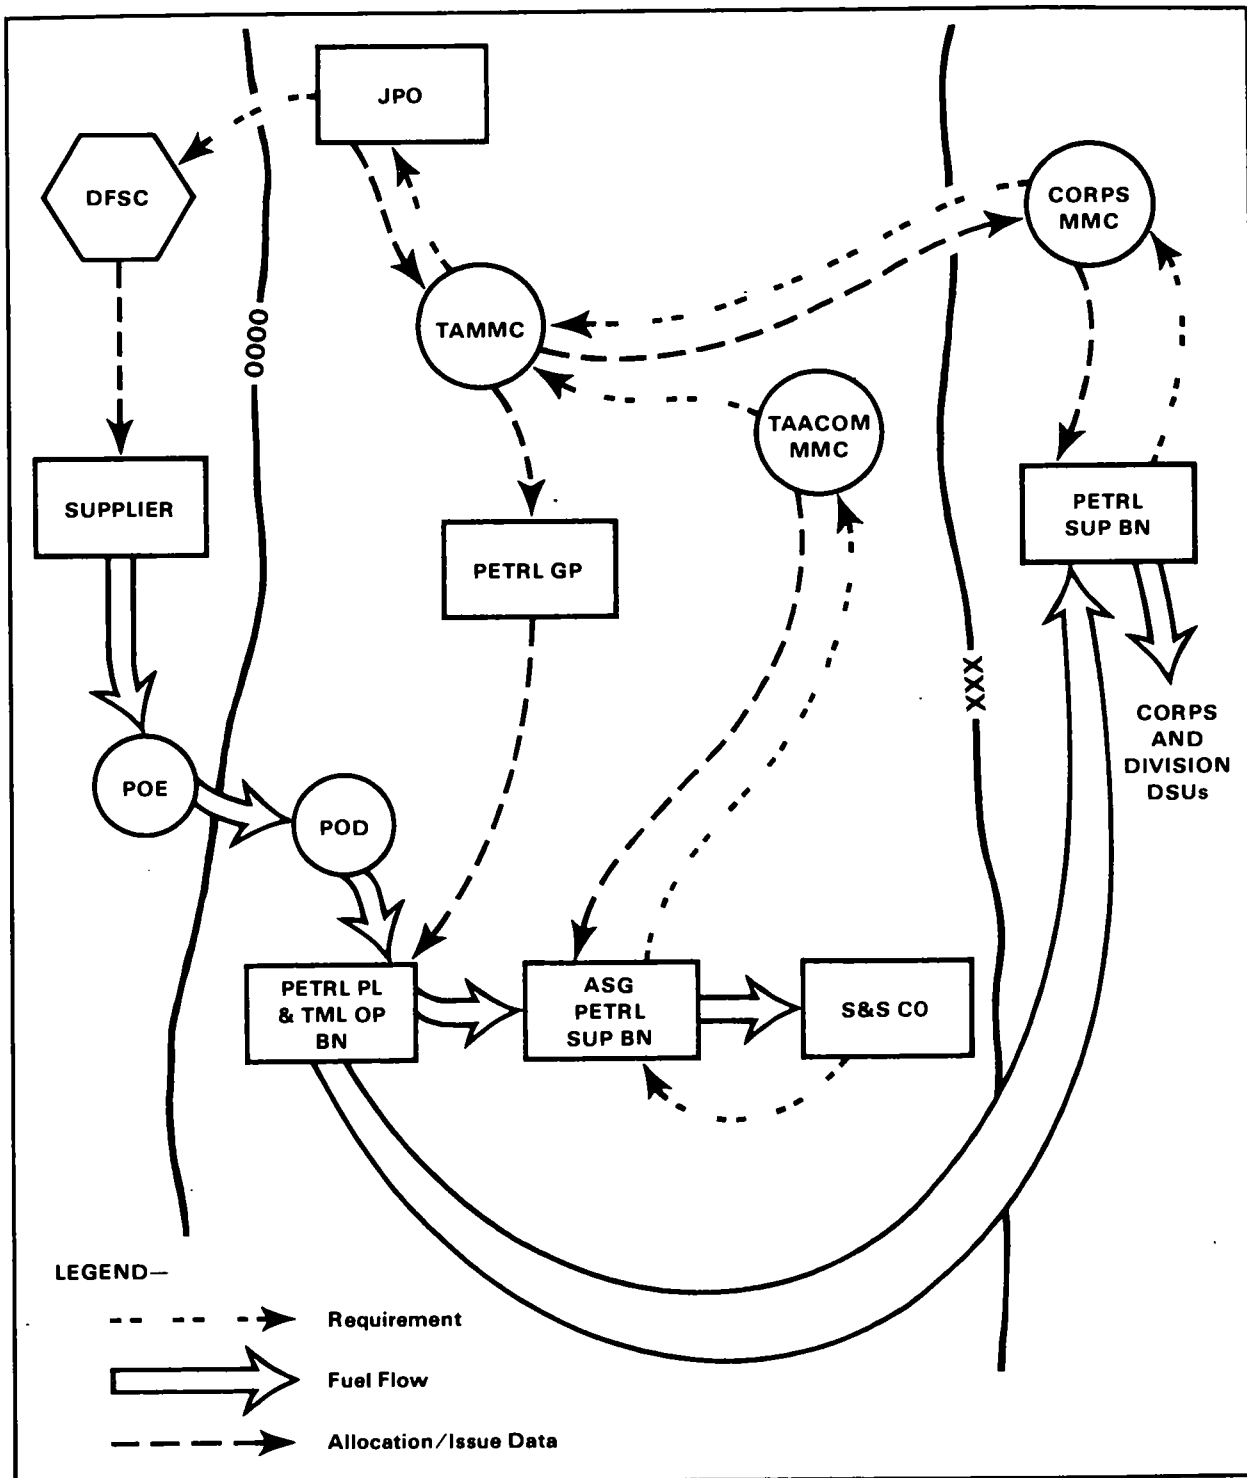 JPO
DFSC
CORPS
MMC
OOOO
TAMMC
TAACOM
MMC
SUPPLIER
PETRL
SUP BN
PETRL GP
XXX
CORPS
AND
DIVISION
DSUs
POE
POD
PETRL PL
& TML OP
BN
ASG
PETRL
SUP BN
S&S CO
LEGEND—
Requirement
Fuel Flow
Allocation/Issue Data